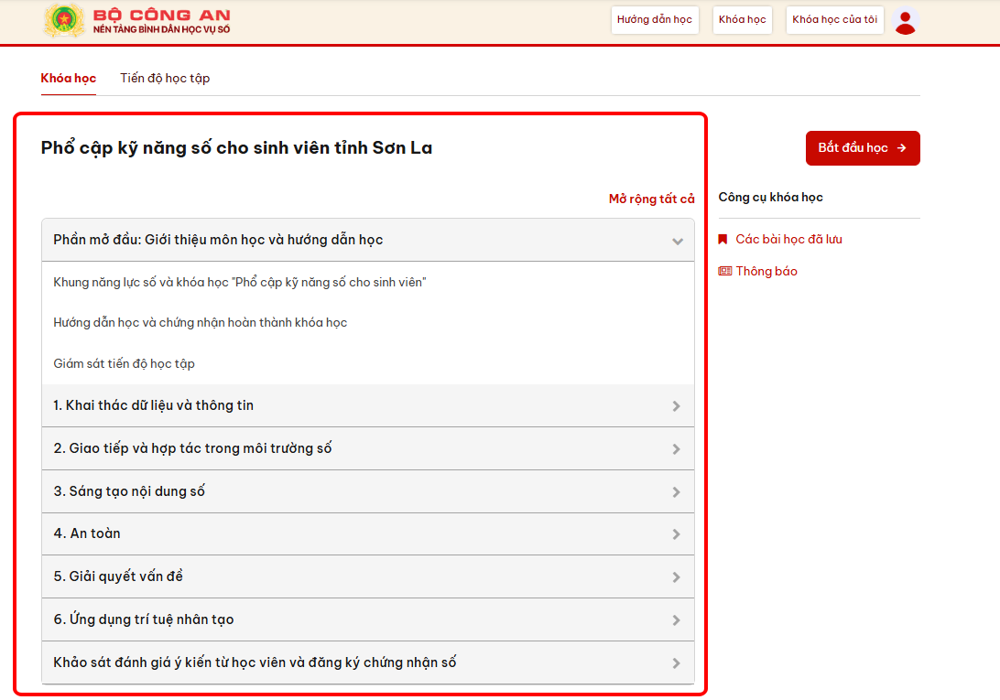 BỘ CÔNG AN
NỀN TẢNG BÌNH DÂN HỌC VỤ SỐ
Hướng dẫn học
Khóa học
Khóa học của tôi
Khóa học
Tiến độ học tập
Phổ cập kỹ năng số cho sinh viên tỉnh Sơn La
Bắt đầu học →
Mở rộng tất cả
Công cụ khóa học
Phần mở đầu: Giới thiệu môn học và hướng dẫn học
Các bài học đã lưu
Thông báo
Khung năng lực số và khóa học "Phổ cập kỹ năng số cho sinh viên"
Hướng dẫn học và chứng nhận hoàn thành khóa học
Giám sát tiến độ học tập
1. Khai thác dữ liệu và thông tin
2. Giao tiếp và hợp tác trong môi trường số
3. Sáng tạo nội dung số
4. An toàn
5. Giải quyết vấn đề
6. Ứng dụng trí tuệ nhân tạo
Khảo sát đánh giá ý kiến từ học viên và đăng ký chứng nhận số